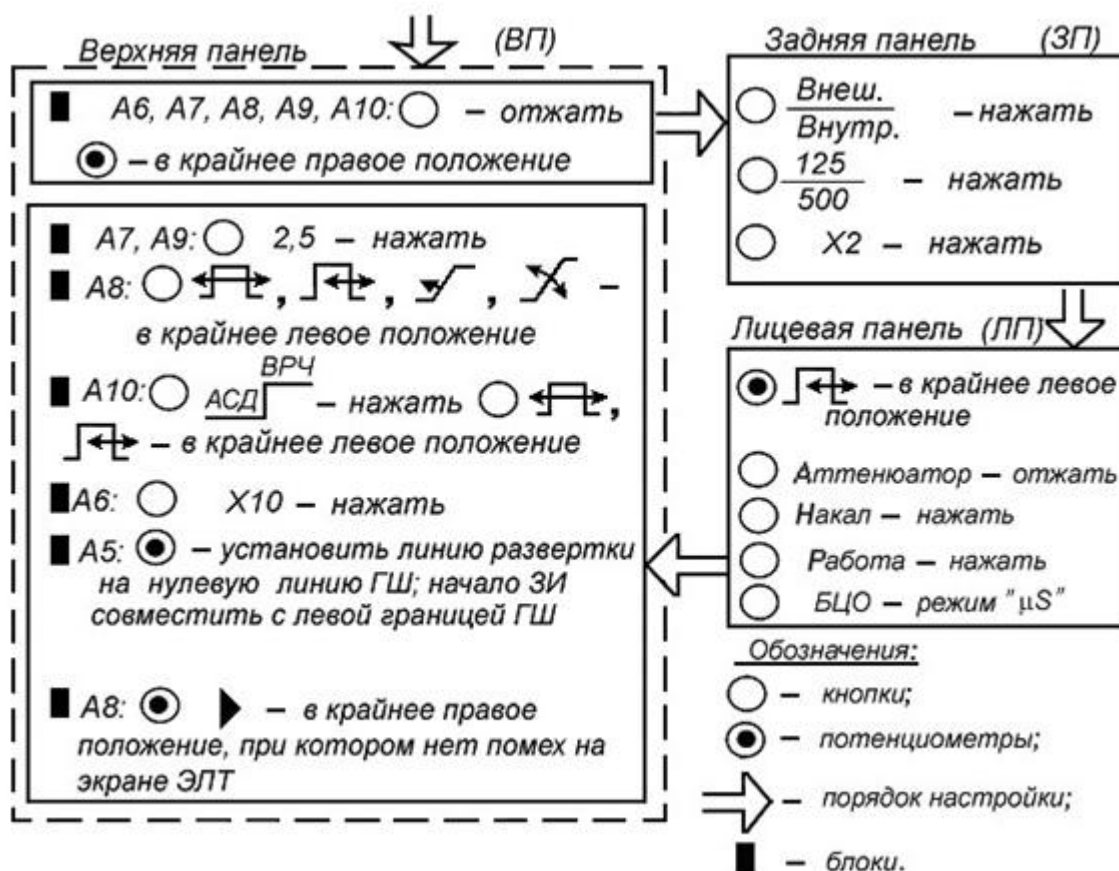 Верхняя панель (ВП)
А6, А7, А8, А9, А10: – отжать
– в крайнее правое положение
А7, А9: 2,5 – нажать
А8: , , , –
в крайнее левое положение
А10: АСД ВРЧ – нажать ,
– в крайнее левое положение
А6: Х10 – нажать
А5: – установить линию развертки
на нулевую линию ГШ; начало ЗИ
совместить с левой границей ГШ
А8: – в крайнее правое
положение, при котором нет помех на
экране ЭЛТ
Задняя панель (ЗП)
Внеш.
Внутр. – нажать
125
500 – нажать
Х2 – нажать
Лицевая панель (ЛП)
– в крайнее левое
положение
Аттенюатор – отжать
Накал – нажать
Работа – нажать
БЦО – режим "μS"
Обозначения:
– кнопки;
– потенциометры;
– порядок настройки;
– блоки.